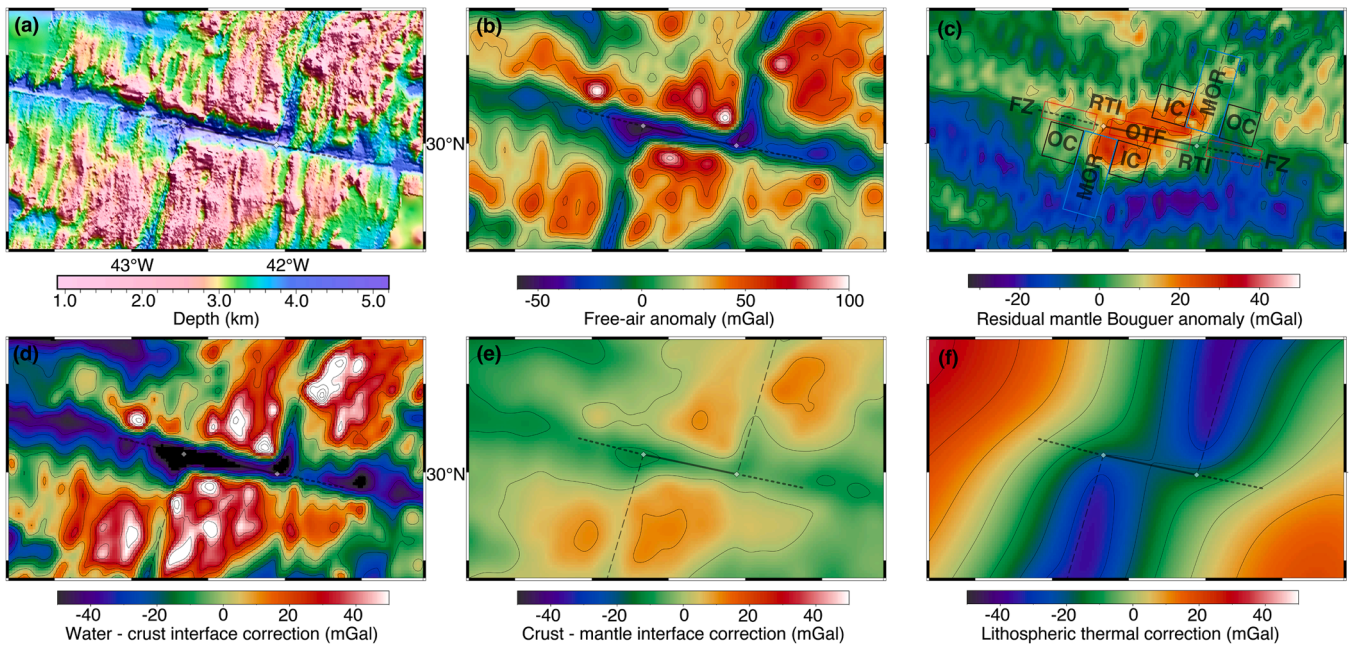 (a)
(b)
(c)
FZ
RTI
IC
MOR
OC
OTF
OC
IC
RTI
FZ
MOR
30°N
43°W 42°W
1.0 2.0 3.0 4.0 5.0
Depth (km)
-50 0 50 100
Free-air anomaly (mGal)
-20 0 20 40
Residual mantle Bouguer anomaly (mGal)
(d)
(e)
(f)
30°N
-40 -20 0 20 40
Water - crust interface correction (mGal)
-40 -20 0 20 40
Crust - mantle interface correction (mGal)
-40 -20 0 20 40
Lithospheric thermal correction (mGal)